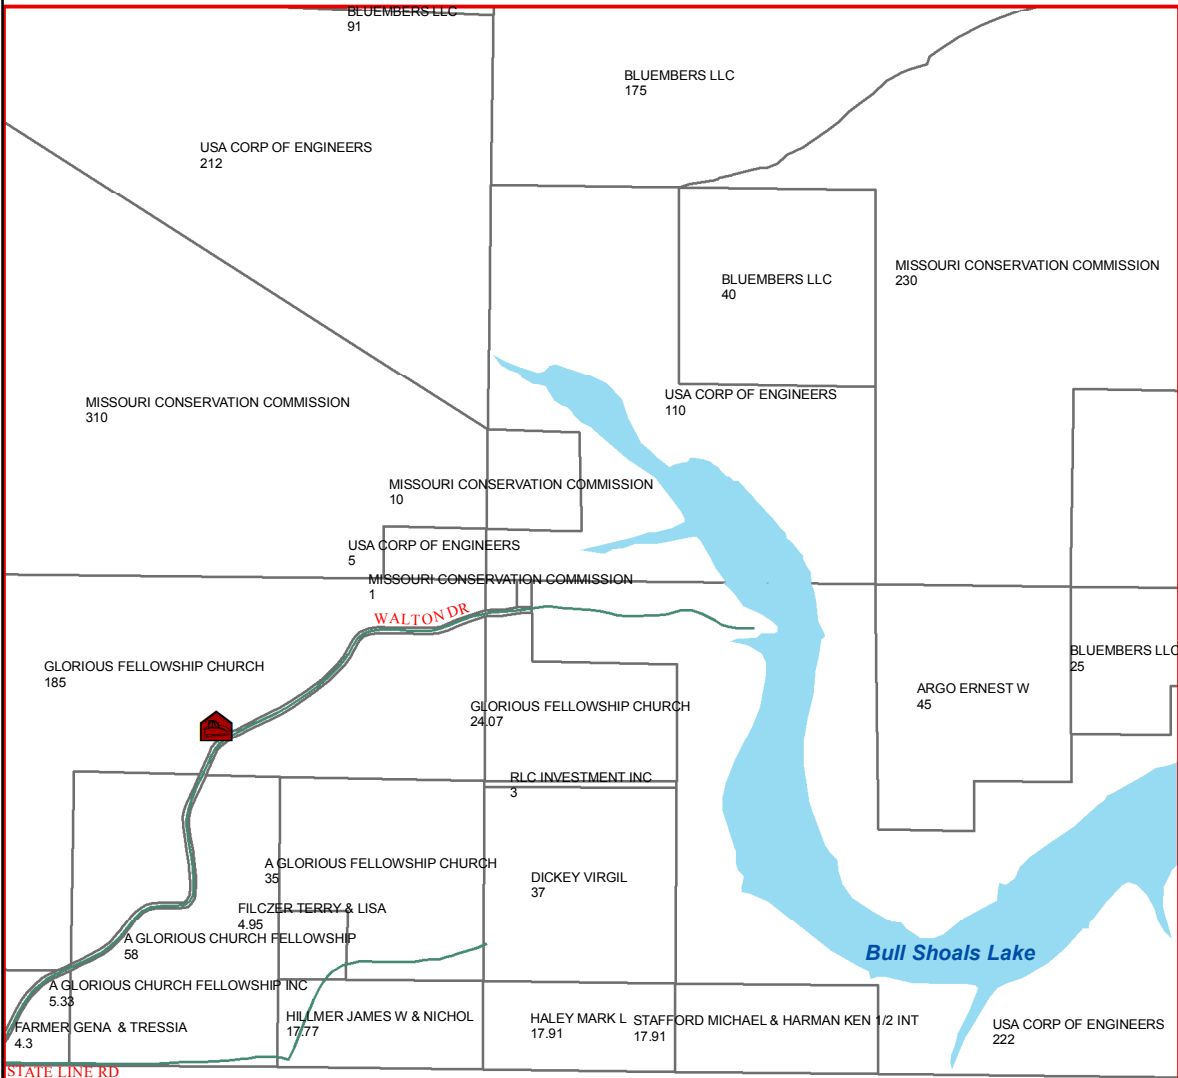 BLUEMBERS LLC
91
BLUEMBERS LLC
175
USA CORP OF ENGINEERS
212
MISSOURI CONSERVATION COMMISSION
230
BLUEMBERS LLC
40
USA CORP OF ENGINEERS
110
MISSOURI CONSERVATION COMMISSION
310
MISSOURI CONSERVATION COMMISSION
10
USA CORP OF ENGINEERS
5
MISSOURI CONSERVATION COMMISSION
1
WALTON DR
GLORIOUS FELLOWSHIP CHURCH
185
BLUEMBERS LLC
25
ARGO ERNEST W
45
GLORIOUS FELLOWSHIP CHURCH
24.07
RLC INVESTMENT INC
3
A GLORIOUS FELLOWSHIP CHURCH
35
DICKEY VIRGIL
37
FILCZER TERRY & LISA
4.95
A GLORIOUS CHURCH FELLOWSHIP
58
Bull Shoals Lake
A GLORIOUS CHURCH FELLOWSHIP INC
5.33
FARMER GENA & TRESSIA
4.3
HILLMER JAMES W & NICHOL
17.77
HALEY MARK L
17.91
STAFFORD MICHAEL & HARMAN KEN 1/2 INT
17.91
USA CORP OF ENGINEERS
222
STATE LINE RD